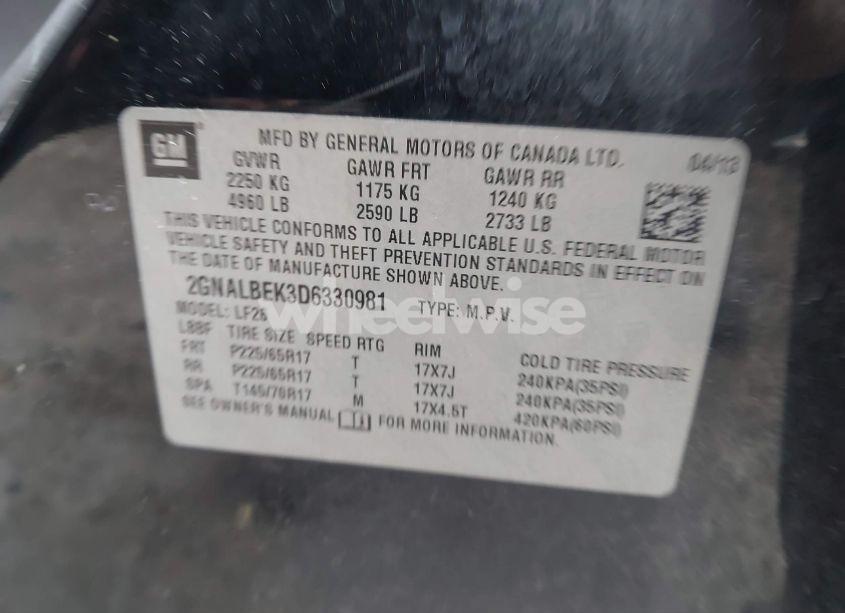 GM
MFD BY GENERAL MOTORS OF CANADA LTD. 04/13
GVWR GAWR FRT GAWR RR
2250 KG 1175 KG 1240 KG
4960 LB 2590 LB 2733 LB
THIS VEHICLE CONFORMS TO ALL APPLICABLE U.S. FEDERAL MOTOR
VEHICLE SAFETY AND THEFT PREVENTION STANDARDS IN EFFECT ON
THE DATE OF MANUFACTURE SHOWN ABOVE.
2GNALBEK3D6330981 TYPE: M.P.V.
MODEL: LF26
L88F TIRE SIZE SPEED RTG RIM COLD TIRE PRESSURE
FRT P225/65R17 T 17X7J 240KPA(35PSI)
RR P225/65R17 T 17X7J 240KPA(35PSI)
SPA T145/70R17 M 17X4.5T 420KPA(60PSI)
SEE OWNER'S MANUAL FOR MORE INFORMATION.
wheelwise